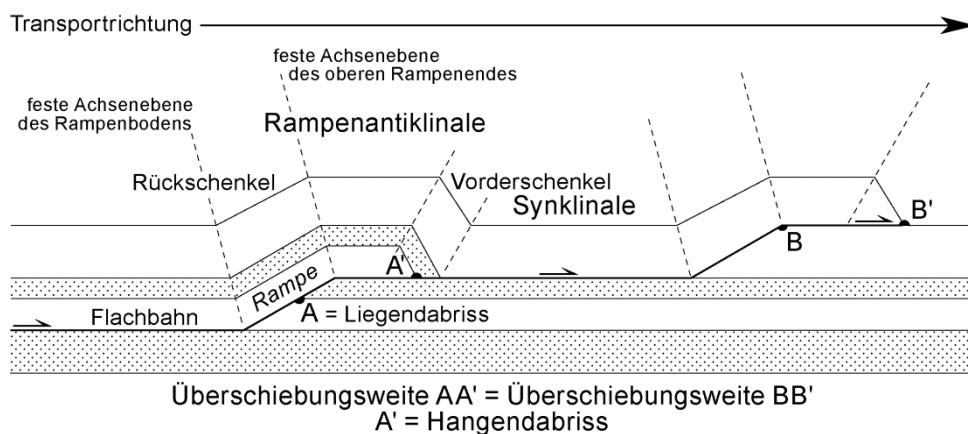 Transportrichtung
feste Achsenebene
des oberen Rampenendes
feste Achsenebene
des Rampenbodens
Rampenantiklinale
Rückschenkel
Vorderschenkel
Synklinale
B'
B
A'
Rampe
A = Liegendabriss
Flachbahn
Überschiebungsweite AA' = Überschiebungsweite BB'
A' = Hangendabriss